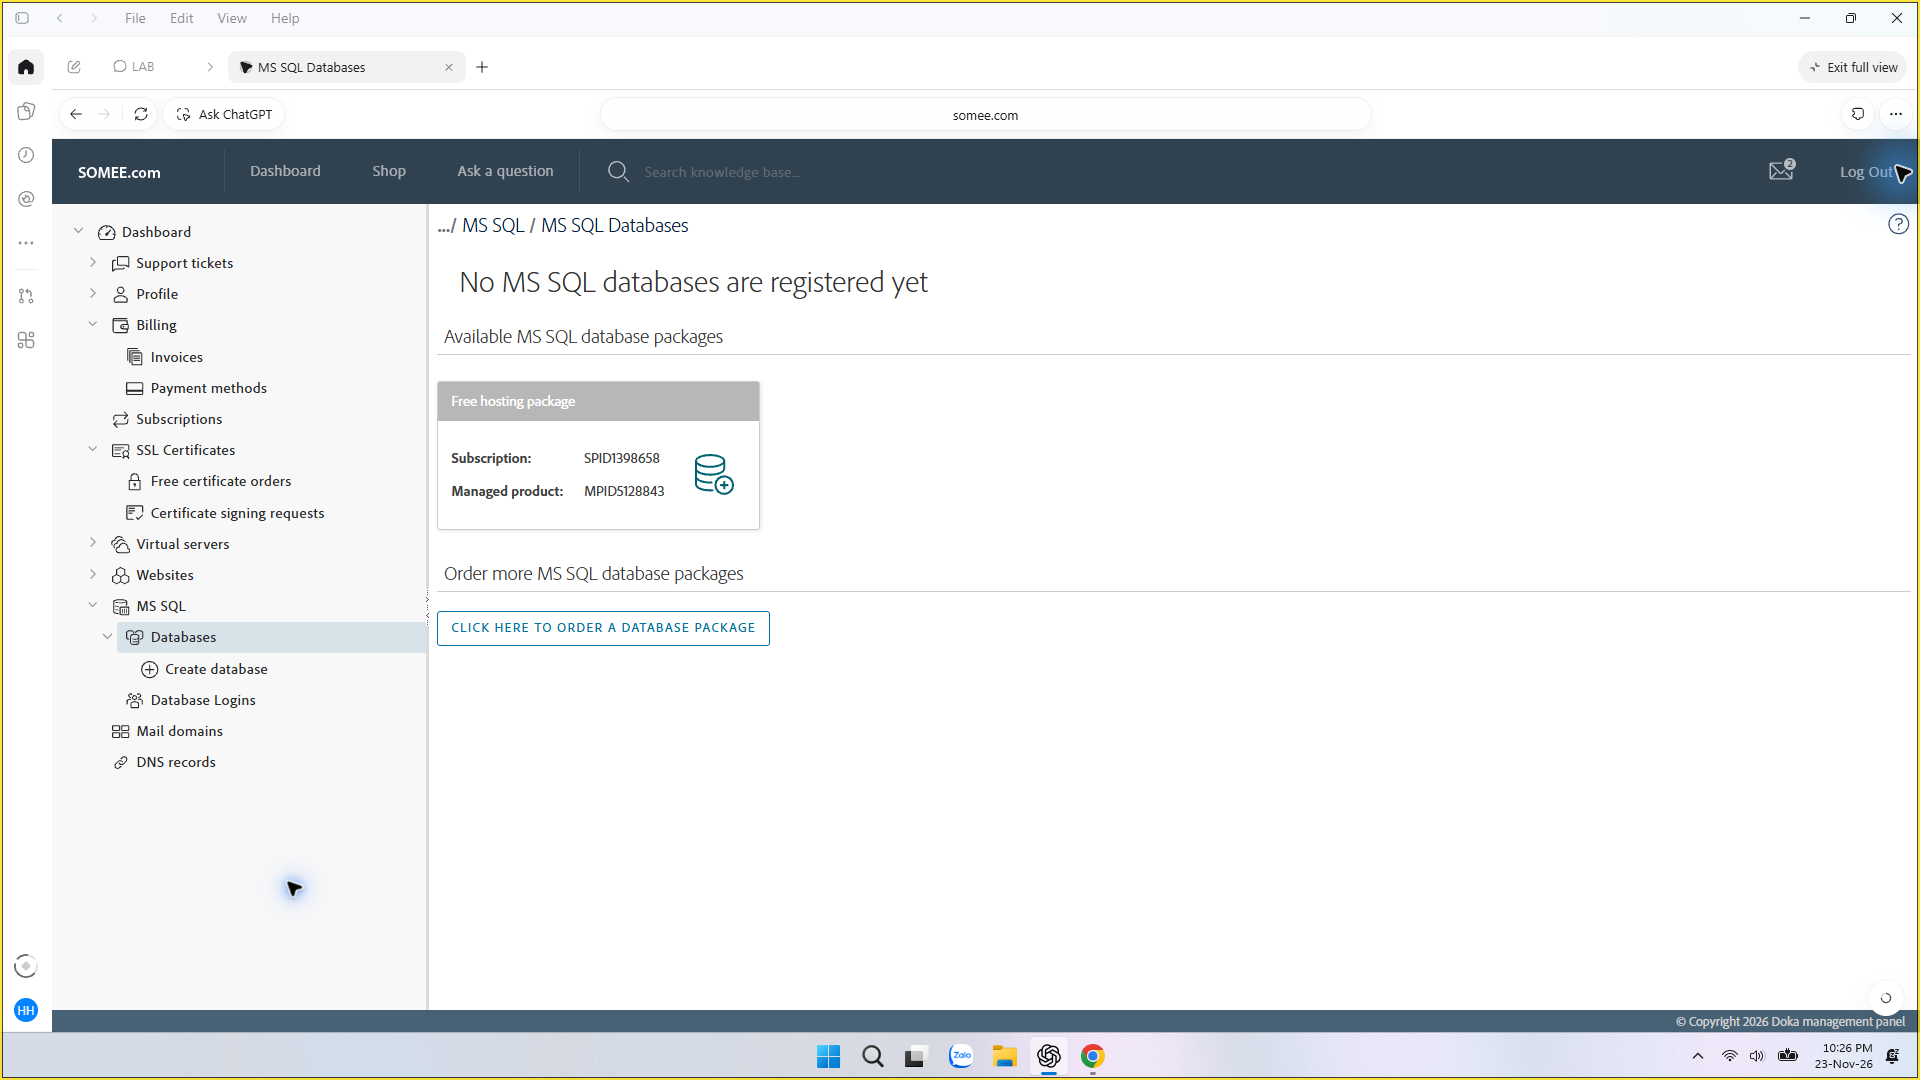 File Edit View Help
LAB
MS SQL Databases
Exit full view
Ask ChatGPT
somee.com
SOMEE.com
Dashboard
Shop
Ask a question
Search knowledge base...
2
Log Out
Dashboard
Support tickets
Profile
Billing
Invoices
Payment methods
Subscriptions
SSL Certificates
Free certificate orders
Certificate signing requests
Virtual servers
Websites
MS SQL
Databases
Create database
Database Logins
Mail domains
DNS records
.../ MS SQL / MS SQL Databases
?
No MS SQL databases are registered yet
Available MS SQL database packages
Free hosting package
Subscription: SPID1398658
Managed product: MPID5128843
Order more MS SQL database packages
CLICK HERE TO ORDER A DATABASE PACKAGE
HH
© Copyright 2026 Doka management panel
Zalo
10:26 PM
23-Nov-26